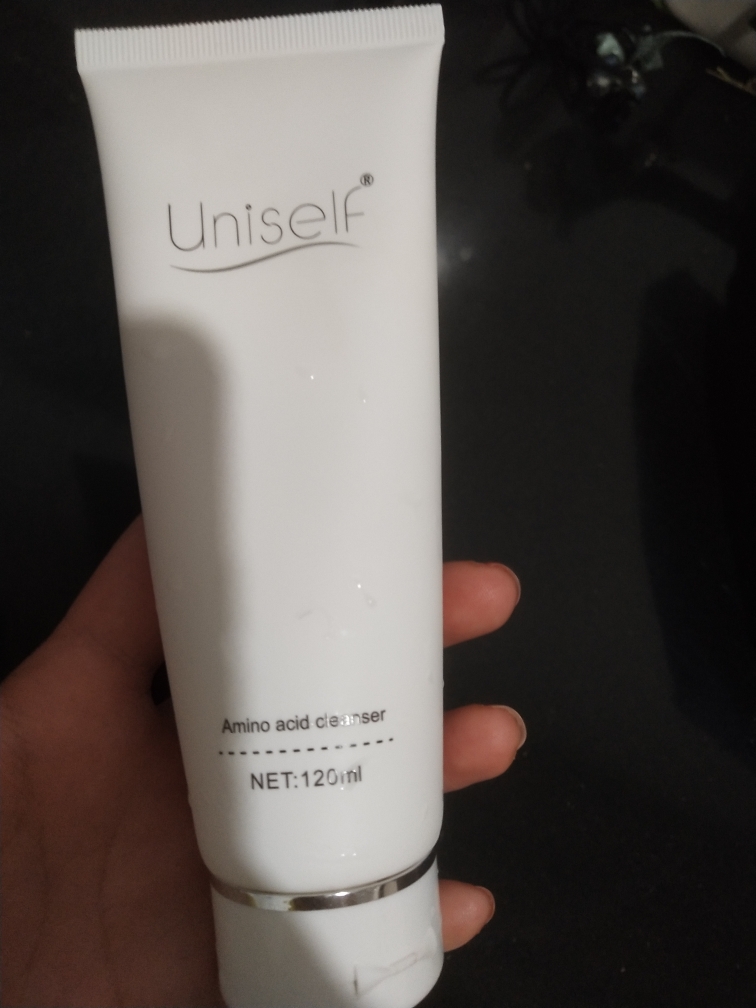 Uniself®
Amino acid cleanser
NET:120ml